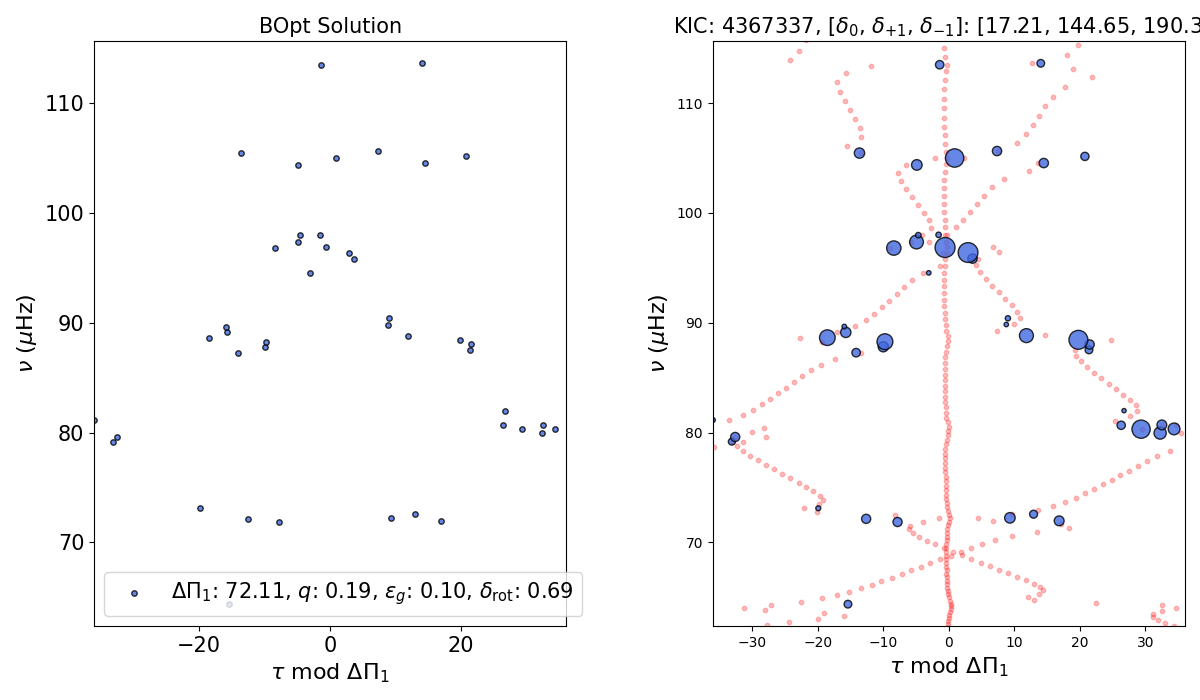 BOpt Solution
KIC: 4367337, [δ₀, δ₊₁, δ₋₁]: [17.21, 144.65, 190.3
110
100
90
80
70
ν (μHz)
ΔΠ₁: 72.11, q: 0.19, ε_g: 0.10, δ_rot: 0.69
−20
0
20
τ mod ΔΠ₁
110
100
90
80
70
ν (μHz)
−30
−20
−10
0
10
20
30
τ mod ΔΠ₁